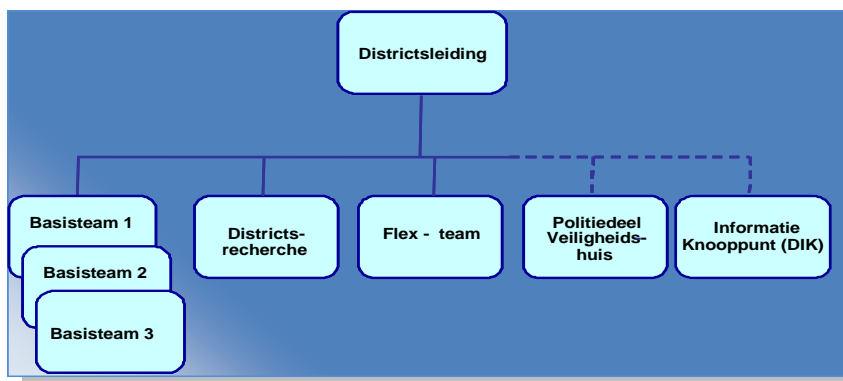 Districtsleiding
Basisteam 1
Basisteam 2
Basisteam 3
Districts-
recherche
Flex - team
Politiedeel
Veiligheids-
huis
Informatie
Knooppunt (DIK)